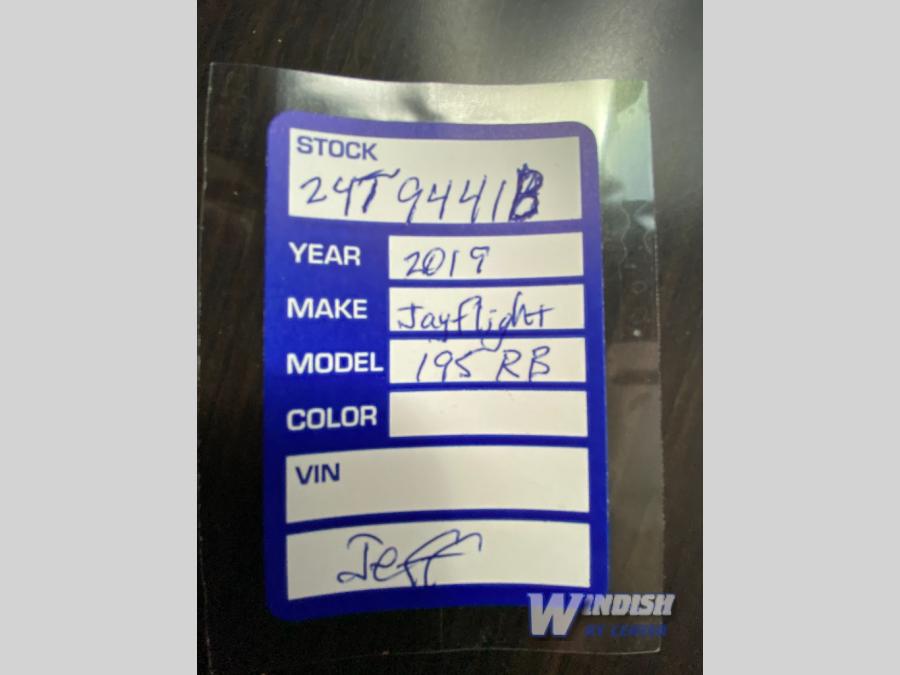 STOCK
24T9441B
YEAR 2019
MAKE Jayflight
MODEL 195 RB
COLOR
VIN
Jeff
WINDISH
RV CENTER